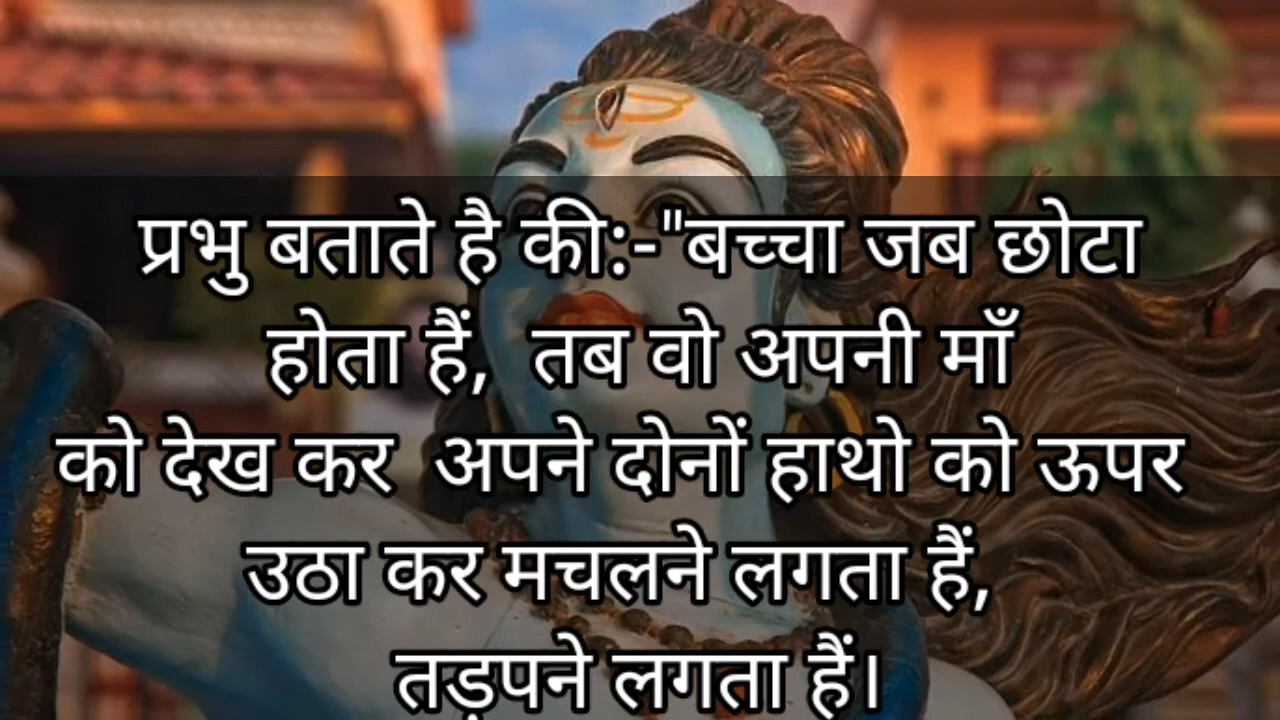 प्रभु बताते है की:-"बच्चा जब छोटा
होता हैं, तब वो अपनी माँ
को देख कर अपने दोनों हाथो को ऊपर
उठा कर मचलने लगता हैं,
तड़पने लगता हैं।